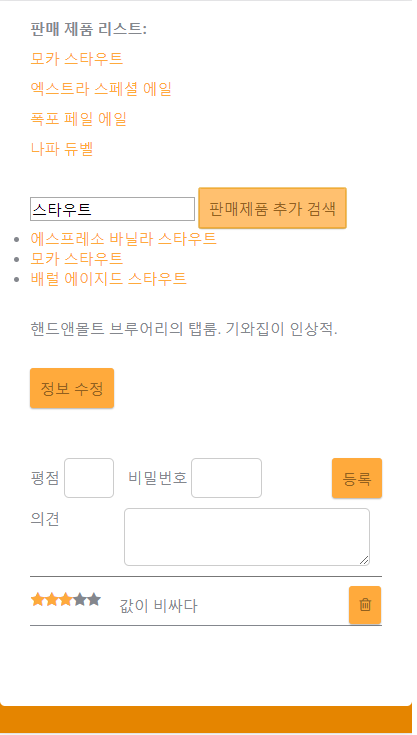 판매 제품 리스트:
모카 스타우트
엑스트라 스페셜 에일
폭포 페일 에일
나파 듀벨
스타우트 판매제품 추가 검색
에스프레소 바닐라 스타우트
모카 스타우트
배럴 에이지드 스타우트
핸드앤몰트 브루어리의 탭룸. 기와집이 인상적.
정보 수정
평점 비밀번호 등록
의견
값이 비싸다